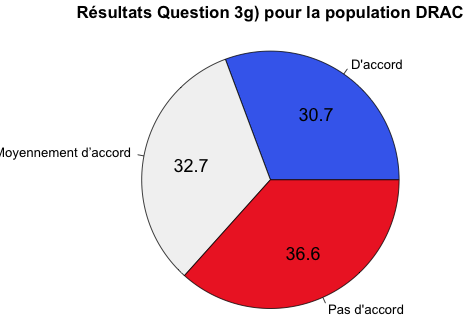 Résultats Question 3g) pour la population DRAC
D'accord
30.7
Moyennement d'accord
32.7
36.6
Pas d'accord